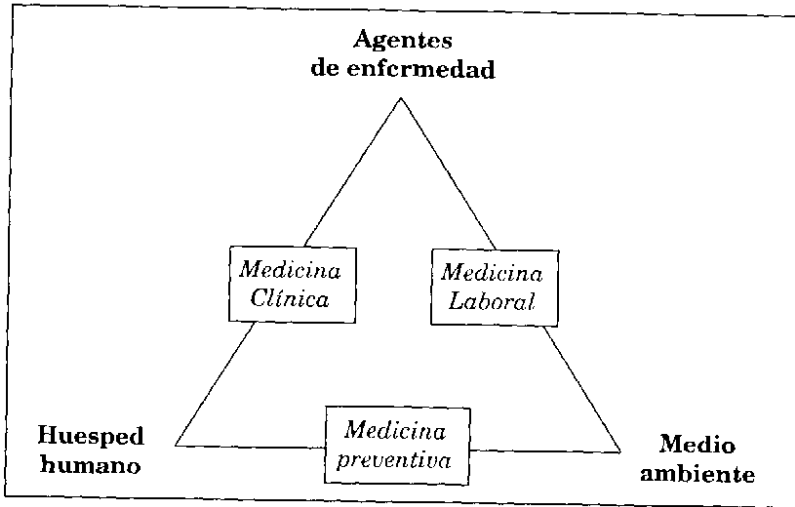 Agentes
de enfermedad
Medicina
Clínica
Medicina
Laboral
Huesped
humano
Medicina
preventiva
Medio
ambiente